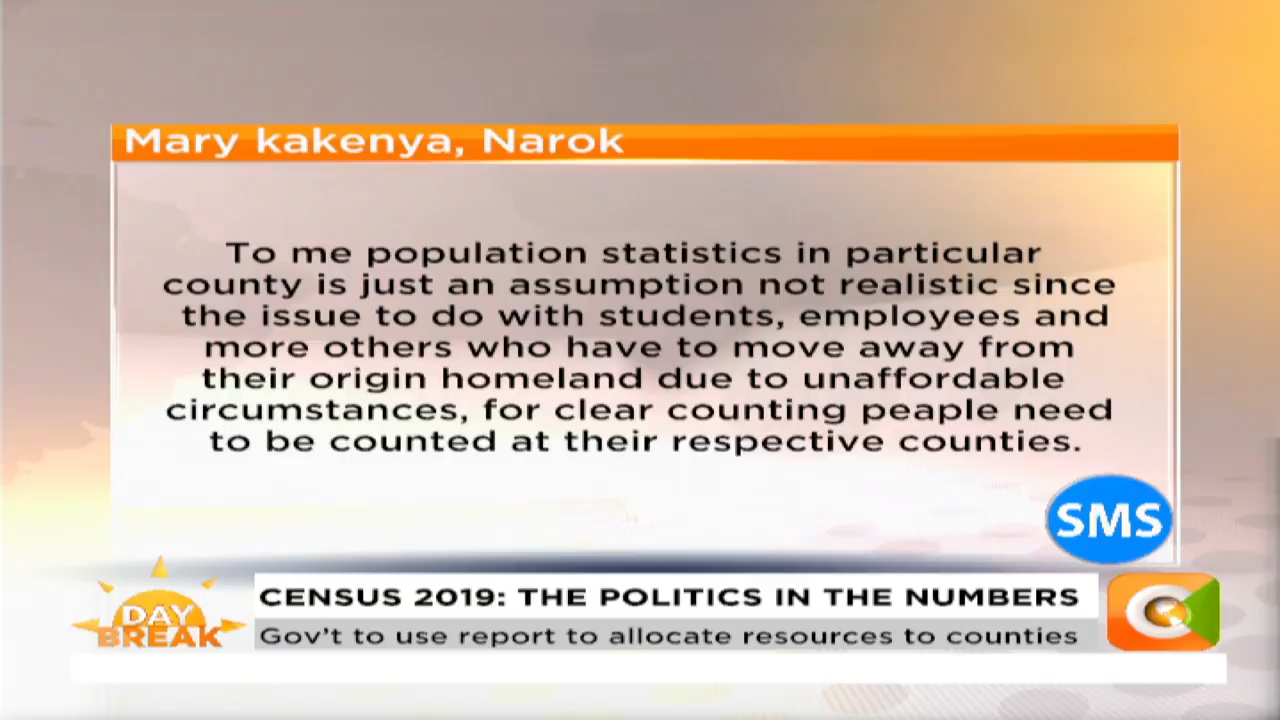 Mary kakenya, Narok
To me population statistics in particular
county is just an assumption not realistic since
the issue to do with students, employees and
more others who have to move away from
their origin homeland due to unaffordable
circumstances, for clear counting peaple need
to be counted at their respective counties.
SMS
DAY
BREAK
CENSUS 2019: THE POLITICS IN THE NUMBERS
Gov't to use report to allocate resources to counties